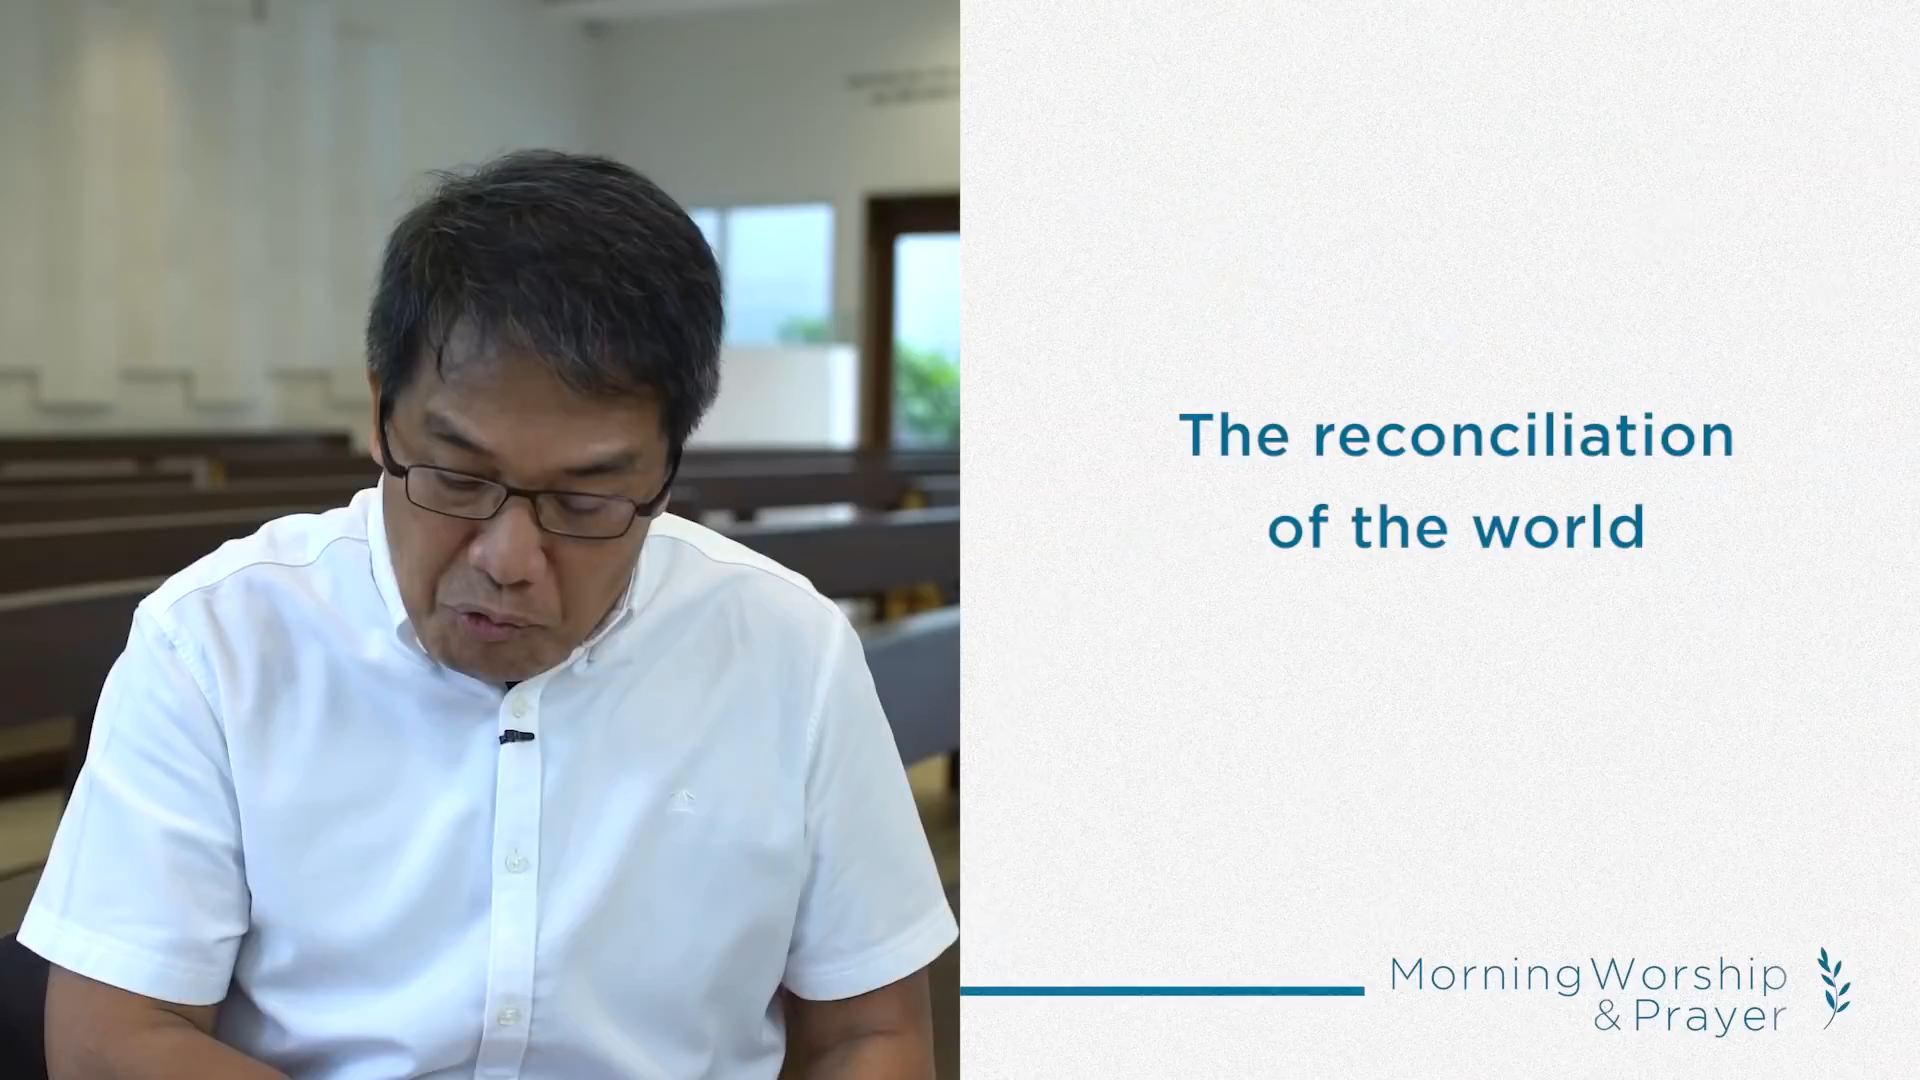 The reconciliation
of the world
Morning Worship
& Prayer